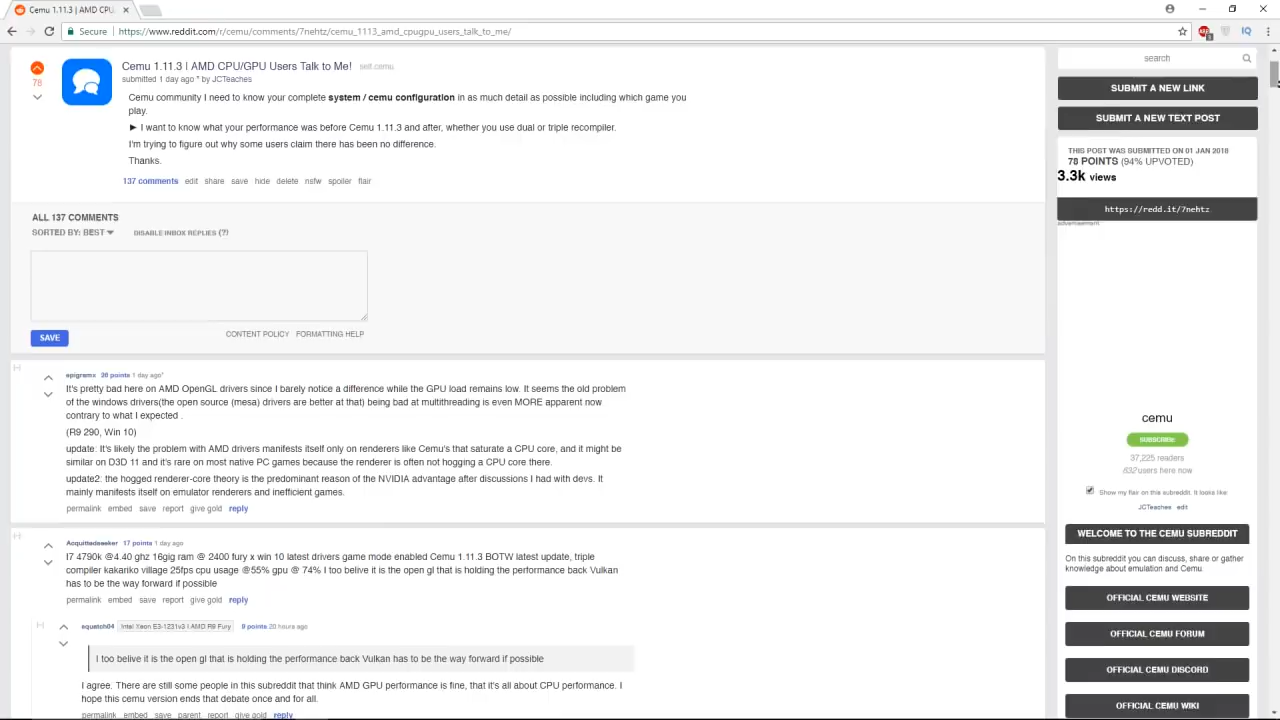 Cemu 1.11.3 | AMD CPU
Secure
https://www.reddit.com/r/cemu/comments/7nehtz/cemu_1113_amd_cpugpu_users_talk_to_me/
78
Cemu 1.11.3 | AMD CPU/GPU Users Talk to Me! self.cemu
submitted 1 day ago * by JCTeaches
Cemu community I need to know your complete system / cemu configuration in as much detail as possible including which game you
play.
► I want to know what your performance was before Cemu 1.11.3 and after, whether you use dual or triple recompiler.
I'm trying to figure out why some users claim there has been no difference.
Thanks.
137 comments edit share save hide delete nsfw spoiler flair
ALL 137 COMMENTS
SORTED BY: BEST
DISABLE INBOX REPLIES (?)
SAVE
CONTENT POLICY FORMATTING HELP
[-]
epigramx 26 points 1 day ago*
It's pretty bad here on AMD OpenGL drivers since I barely notice a difference while the GPU load remains low. It seems the old problem
of the windows drivers(the open source (mesa) drivers are better at that) being bad at multithreading is even MORE apparent now
contrary to what I expected .
(R9 290, Win 10)
update: It's likely the problem with AMD drivers manifests itself only on renderers like Cemu's that saturate a CPU core, and it might be
similar on D3D 11 and it's rare on most native PC games because the renderer is often not hogging a CPU core there.
update2: the hogged renderer-core theory is the predominant reason of the NVIDIA advantage after discussions I had with devs. It
mainly manifests itself on emulator renderers and inefficient games.
permalink embed save report give gold reply
[-]
Acquittedseeker 17 points 1 day ago
I7 4790k @4.40 ghz 16gig ram @ 2400 fury x win 10 latest drivers game mode enabled Cemu 1.11.3 BOTW latest update, triple
compiler kakariko village 25fps cpu usage @55% gpu @ 74% I too belive it is the open gl that is holding the performance back Vulkan
has to be the way forward if possible
permalink embed save report give gold reply
[-]
squatch04 Intel Xeon E3-1231v3 | AMD R9 Fury 9 points 20 hours ago
I too belive it is the open gl that is holding the performance back Vulkan has to be the way forward if possible
I agree. There are still some people in this subreddit that think AMD GPU performance is fine, that it's all about CPU performance. I
hope this cemu version ends that debate once and for all.
permalink embed save parent report give gold reply
search
SUBMIT A NEW LINK
SUBMIT A NEW TEXT POST
THIS POST WAS SUBMITTED ON 01 JAN 2018
78 POINTS (94% UPVOTED)
3.3k views
https://redd.it/7nehtz
advertisement
cemu
SUBSCRIBE
37,225 readers
632 users here now
Show my flair on this subreddit. It looks like:
JCTeaches edit
WELCOME TO THE CEMU SUBREDDIT
On this subreddit you can discuss, share or gather
knowledge about emulation and Cemu.
OFFICIAL CEMU WEBSITE
OFFICIAL CEMU FORUM
OFFICIAL CEMU DISCORD
OFFICIAL CEMU WIKI